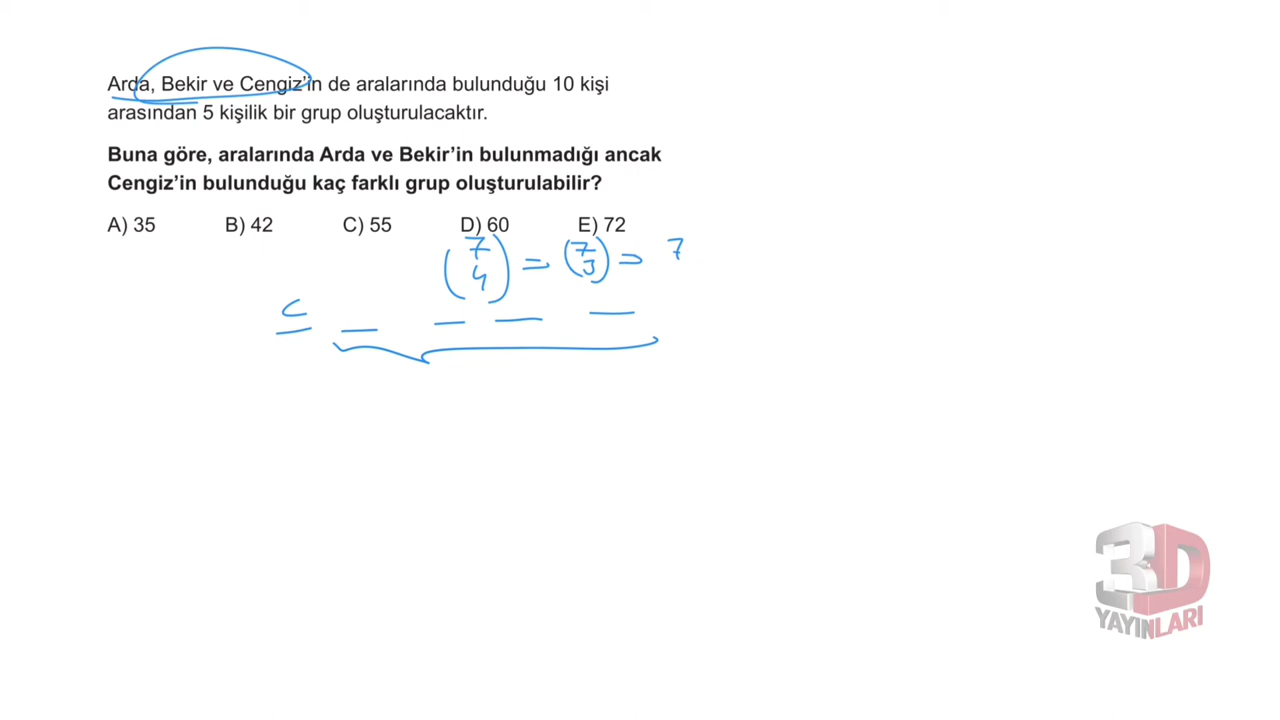 Arda, Bekir ve Cengiz'in de aralarında bulunduğu 10 kişi
arasından 5 kişilik bir grup oluşturulacaktır.
Buna göre, aralarında Arda ve Bekir'in bulunmadığı ancak
Cengiz'in bulunduğu kaç farklı grup oluşturulabilir?
A) 35 B) 42 C) 55 D) 60 E) 72
(7 4) = (7 3) = 7
C
3D
YAYINLARI